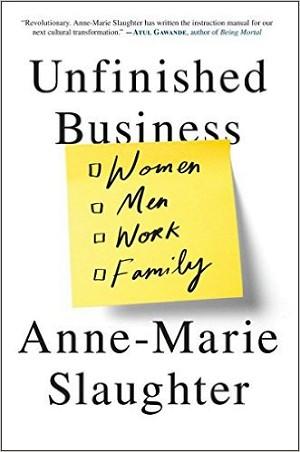 "Revolutionary. Anne-Marie Slaughter has written the instruction manual for our
next cultural transformation." —ATUL GAWANDE, author of Being Mortal
Unfinished
Business
Women
Men
Work
Family
Anne-Marie
Slaughter